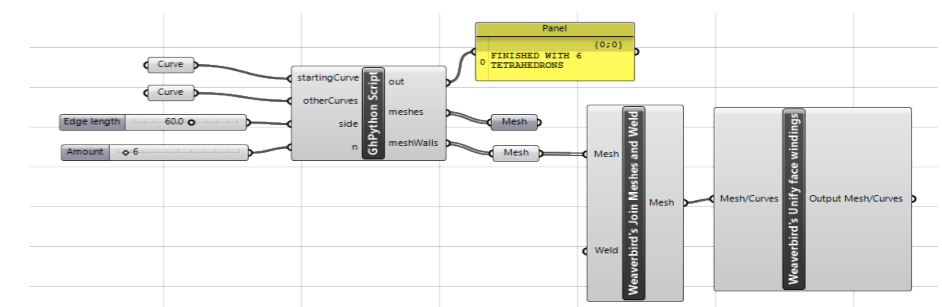 Panel
{0;0}
0 FINISHED WITH 6
TETRAHEDRONS
Curve
Curve
Edge length 60.0
Amount 6
startingCurve
otherCurves
side
n
GhPython Script
out
meshes
meshWalls
Mesh
Mesh
Mesh
Weld
Weaverbird's Join Meshes and Weld
Mesh
Mesh/Curves
Weaverbird's Unify face windings
Output Mesh/Curves